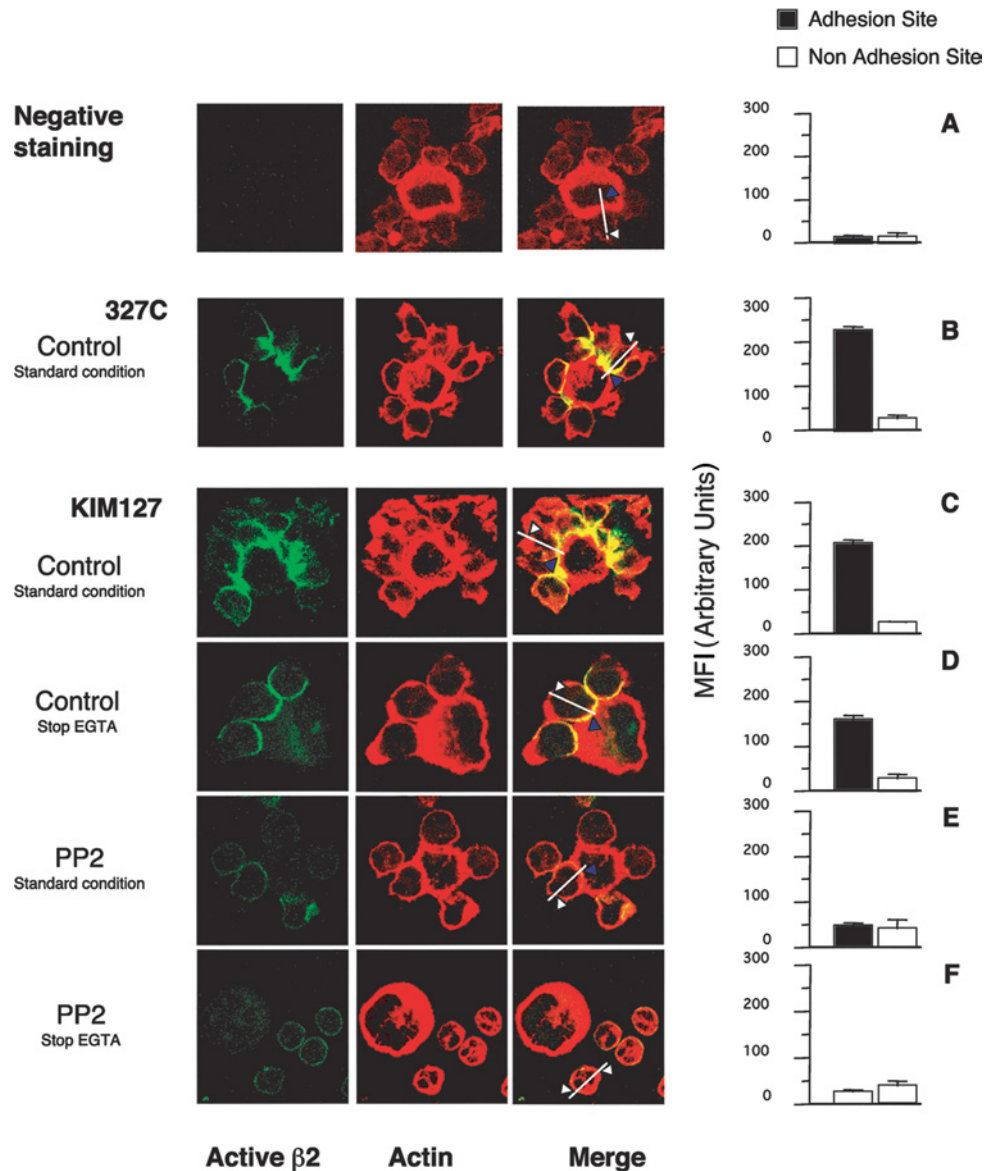 Adhesion Site
Non Adhesion Site
Negative
staining
300
200
100
0
A
327C
Control
Standard condition
300
200
100
0
B
KIM127
Control
Standard condition
MFI (Arbitrary Units)
300
200
100
0
C
Control
Stop EGTA
300
200
100
0
D
PP2
Standard condition
300
200
100
0
E
PP2
Stop EGTA
300
200
100
0
F
Active β2
Actin
Merge